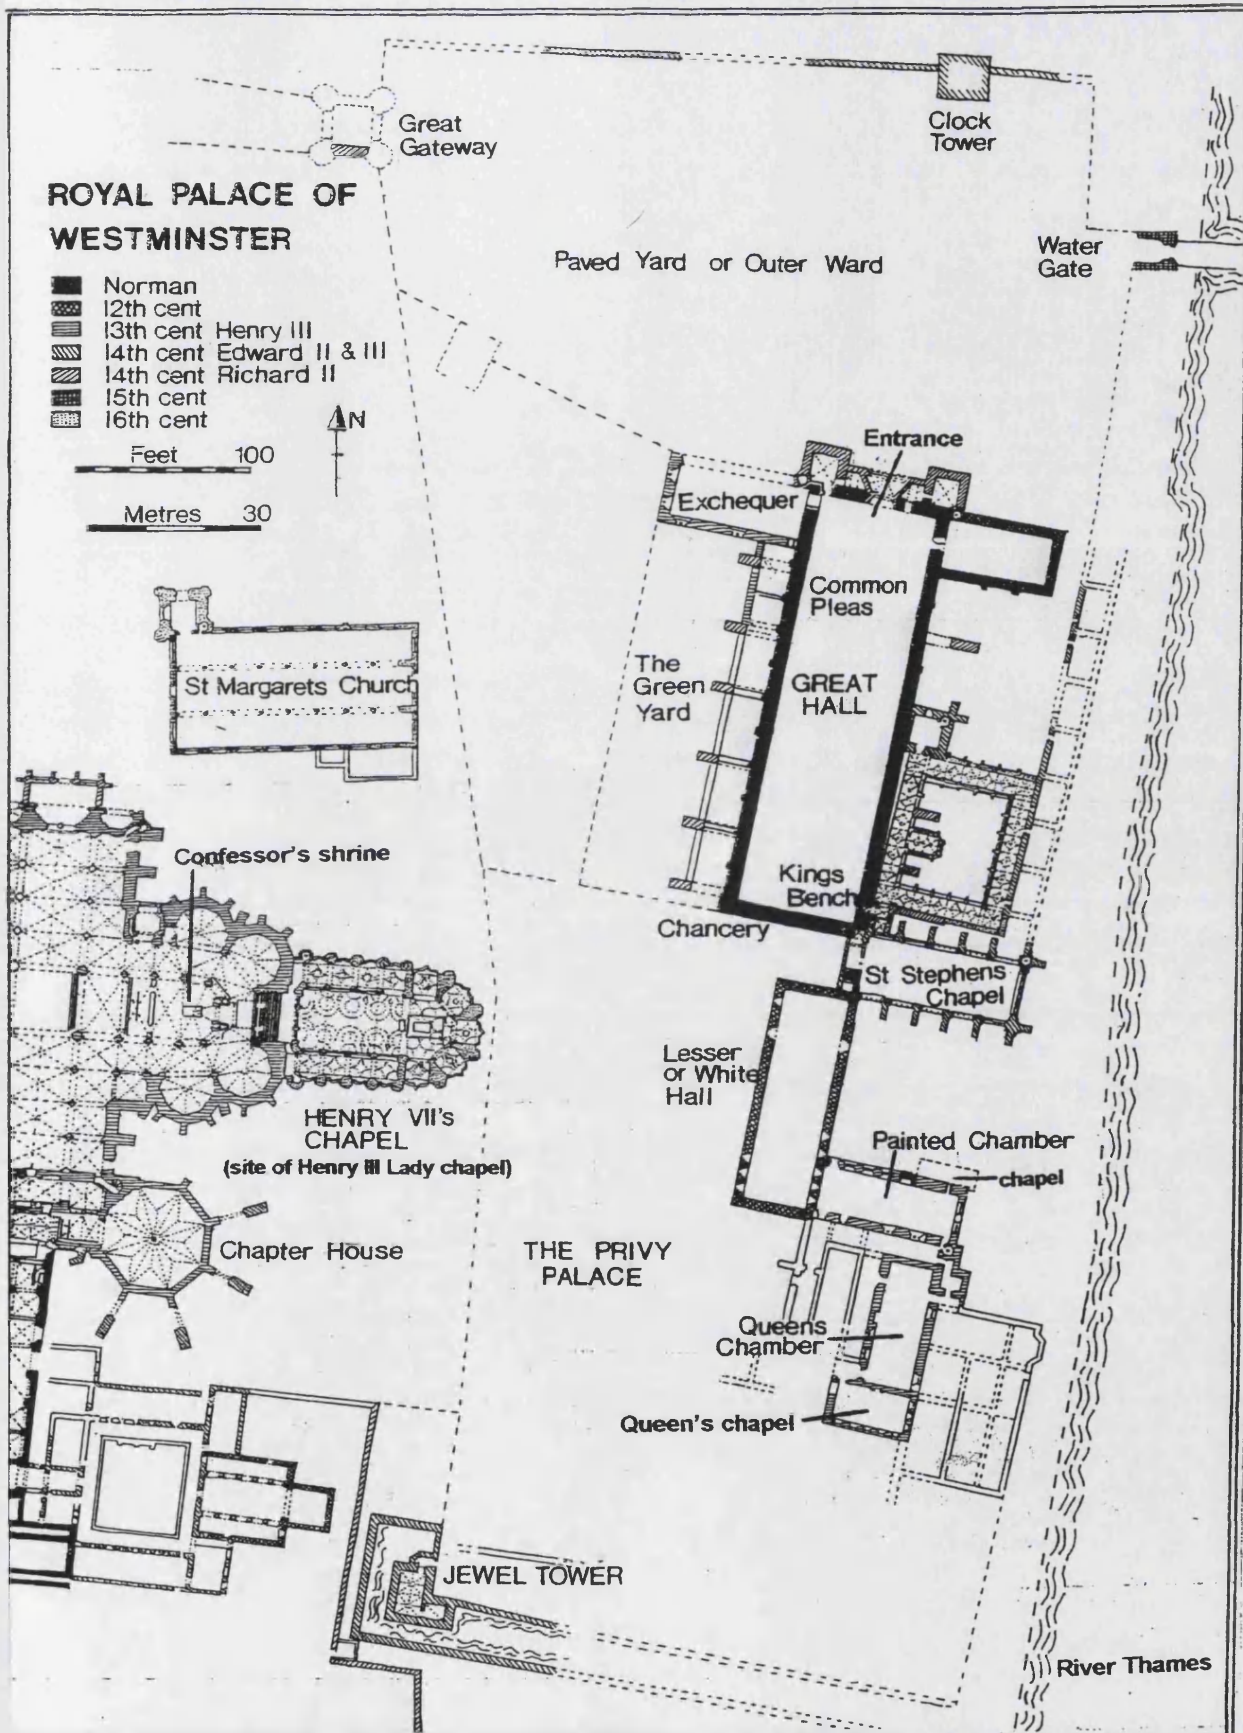 Great
Gateway
Clock
Tower
ROYAL PALACE OF
WESTMINSTER
Norman
12th cent
13th cent Henry III
14th cent Edward II & III
14th cent Richard II
15th cent
16th cent
N
Feet 100
Metres 30
Paved Yard or Outer Ward
Water
Gate
Entrance
Exchequer
Common
Pleas
St Margarets Church
The
Green
Yard
GREAT
HALL
Confessor's shrine
Kings
Bench
Chancery
St Stephens
Chapel
Lesser
or White
Hall
HENRY VII's
CHAPEL
(site of Henry III Lady chapel)
Painted Chamber
chapel
Chapter House
THE PRIVY
PALACE
Queens
Chamber
Queen's chapel
JEWEL TOWER
River Thames